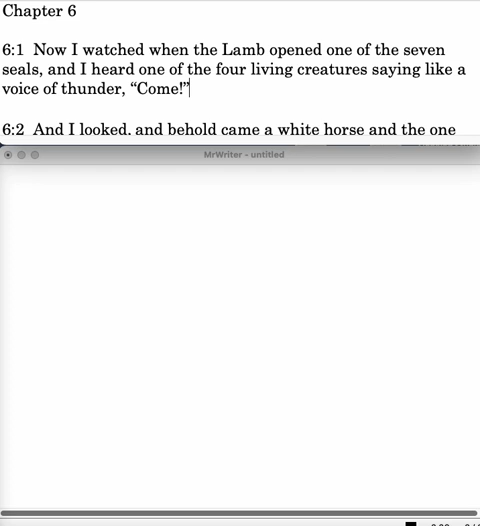 Chapter 6
6:1 Now I watched when the Lamb opened one of the seven
seals, and I heard one of the four living creatures saying like a
voice of thunder, “Come!”
6:2 And I looked. and behold came a white horse and the one
MrWriter - untitled